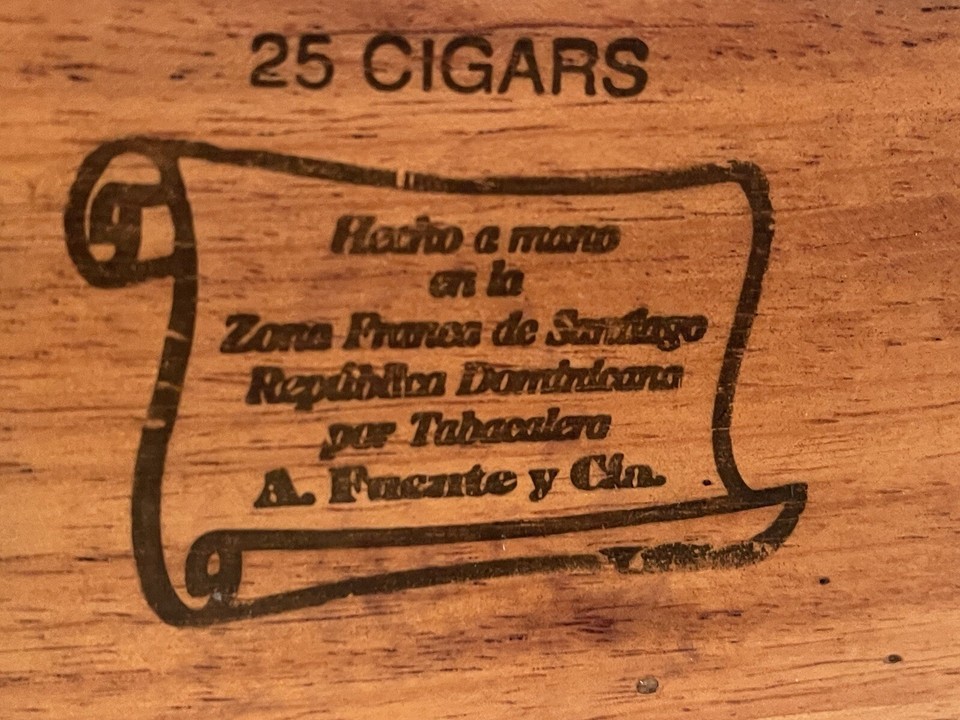 25 CIGARS
Hecho a mano
en la
Zona Franca de Santiago
República Dominicana
por Tabacalera
A. Fuente y Cia.